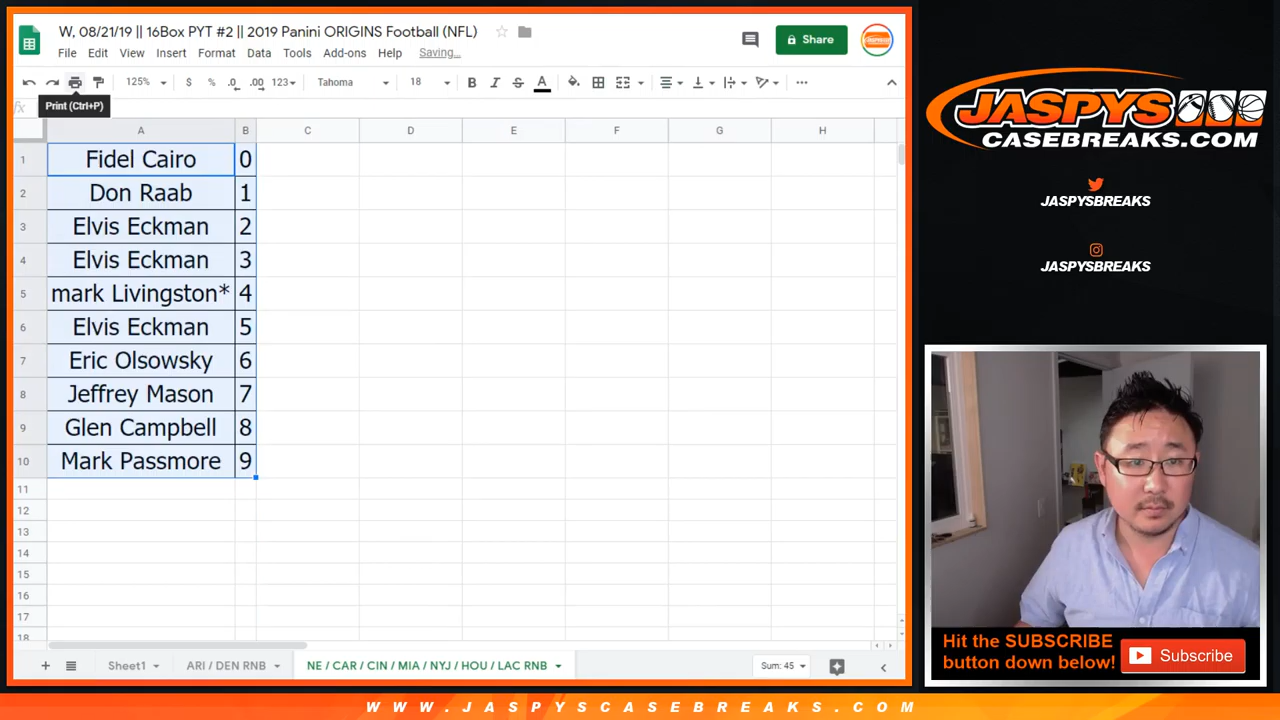 W, 08/21/19 || 16Box PYT #2 || 2019 Panini ORIGINS Football (NFL)
File Edit View Insert Format Data Tools Add-ons Help Saving...
Share
125% $ % .0 .00 123 Tahoma 18 B I S A
Print (Ctrl+P)
fx
A B C D E F G H
1 Fidel Cairo 0
2 Don Raab 1
3 Elvis Eckman 2
4 Elvis Eckman 3
5 mark Livingston* 4
6 Elvis Eckman 5
7 Eric Olsowsky 6
8 Jeffrey Mason 7
9 Glen Campbell 8
10 Mark Passmore 9
11
12
13
14
15
16
17
18
Sheet1 ARI / DEN RNB NE / CAR / CIN / MIA / NYJ / HOU / LAC RNB Sum: 45
JASPYS
CASEBREAKS.COM
JASPYSBREAKS
JASPYSBREAKS
Hit the SUBSCRIBE
button down below!
Subscribe
WWW.JASPYSCASEBREAKS.COM